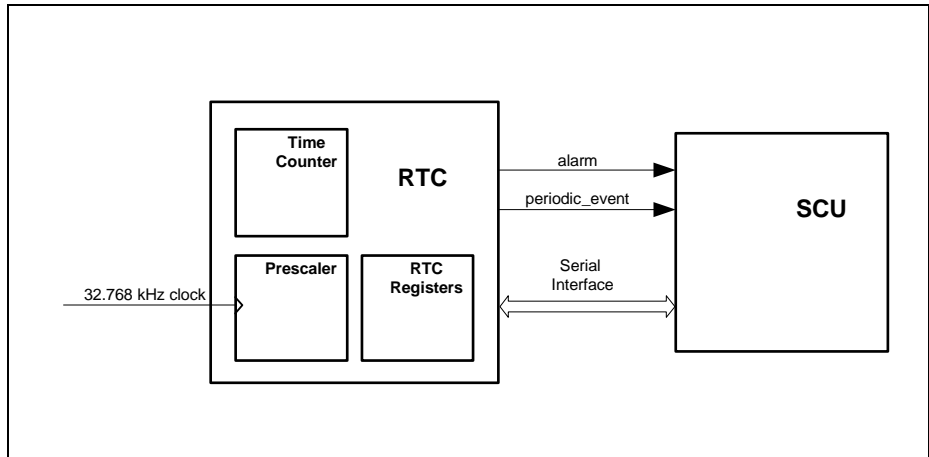 Time
Counter
RTC
alarm
periodic_event
SCU
Prescaler
RTC
Registers
Serial
Interface
32.768 kHz clock